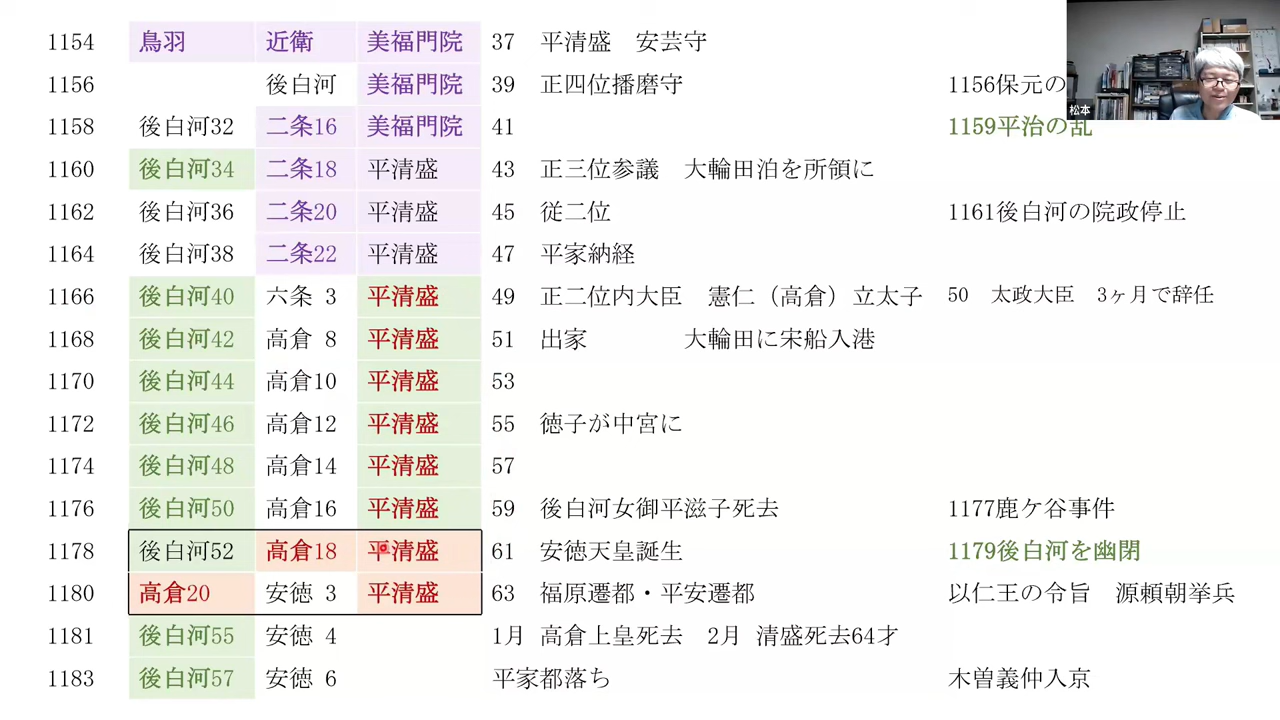 1154 鳥羽 近衛 美福門院 37 平清盛 安芸守
1156 後白河 美福門院 39 正四位播磨守 1156保元の
松本
1158 後白河32 二条16 美福門院 41 1159平治の乱
1160 後白河34 二条18 平清盛 43 正三位参議 大輪田泊を所領に
1162 後白河36 二条20 平清盛 45 従二位 1161後白河の院政停止
1164 後白河38 二条22 平清盛 47 平家納経
1166 後白河40 六条 3 平清盛 49 正二位内大臣 憲仁（高倉）立太子 50 太政大臣 3ヶ月で辞任
1168 後白河42 高倉 8 平清盛 51 出家 大輪田に宋船入港
1170 後白河44 高倉10 平清盛 53
1172 後白河46 高倉12 平清盛 55 徳子が中宮に
1174 後白河48 高倉14 平清盛 57
1176 後白河50 高倉16 平清盛 59 後白河女御平滋子死去 1177鹿ケ谷事件
1178 後白河52 高倉18 平清盛 61 安徳天皇誕生 1179後白河を幽閉
1180 高倉20 安徳 3 平清盛 63 福原遷都・平安遷都 以仁王の令旨 源頼朝挙兵
1181 後白河55 安徳 4 1月 高倉上皇死去 2月 清盛死去64才
1183 後白河57 安徳 6 平家都落ち 木曽義仲入京